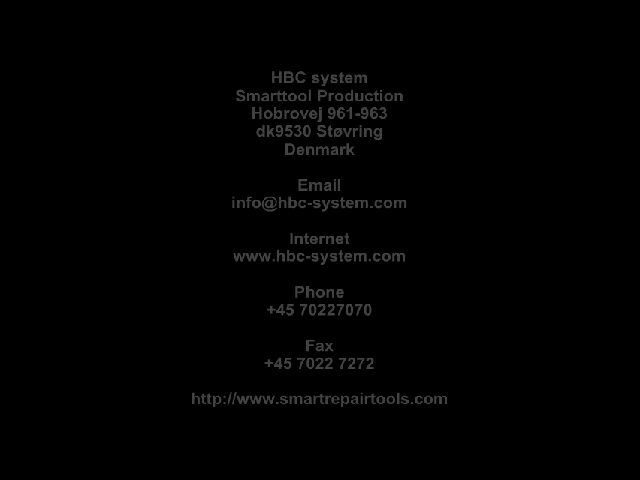 HBC system
Smarttool Production
Hobrovej 961-963
dk9530 Støvring
Denmark
Email
info@hbc-system.com
Internet
www.hbc-system.com
Phone
+45 70227070
Fax
+45 7022 7272
http://www.smartrepairtools.com